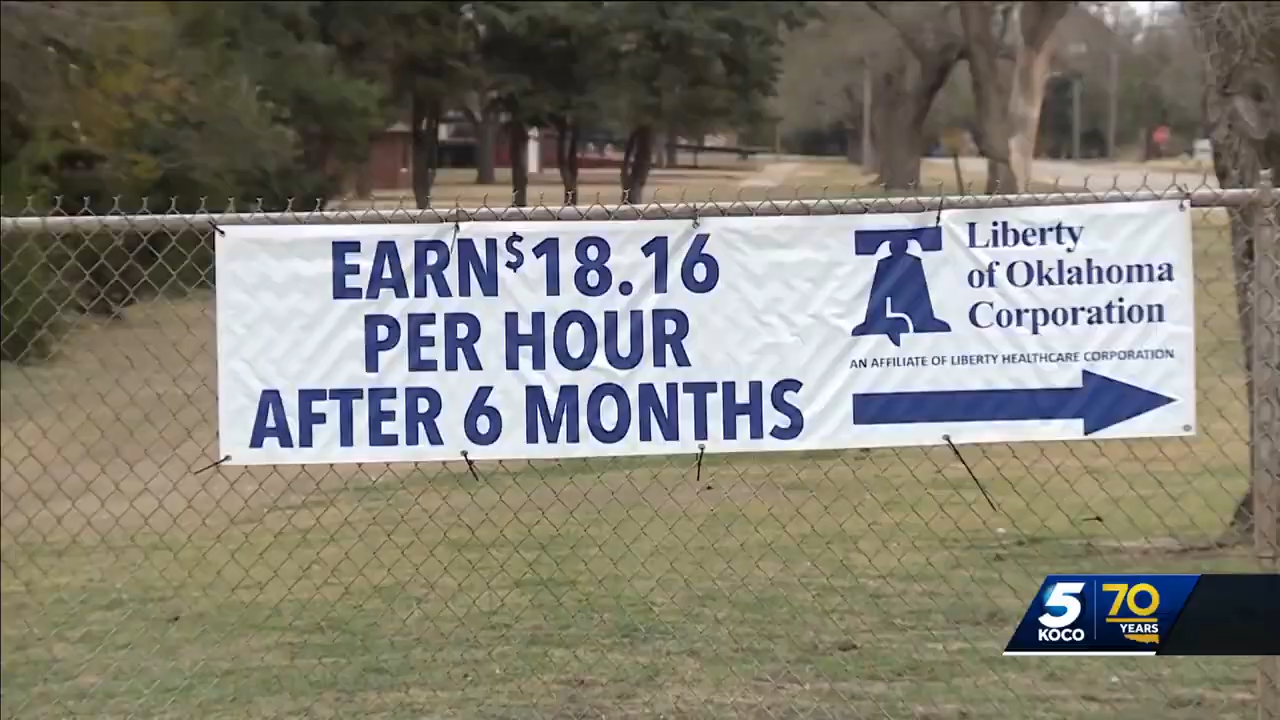 EARN $18.16
PER HOUR
AFTER 6 MONTHS
Liberty
of Oklahoma
Corporation
AN AFFILIATE OF LIBERTY HEALTHCARE CORPORATION
5
KOCO
70
YEARS